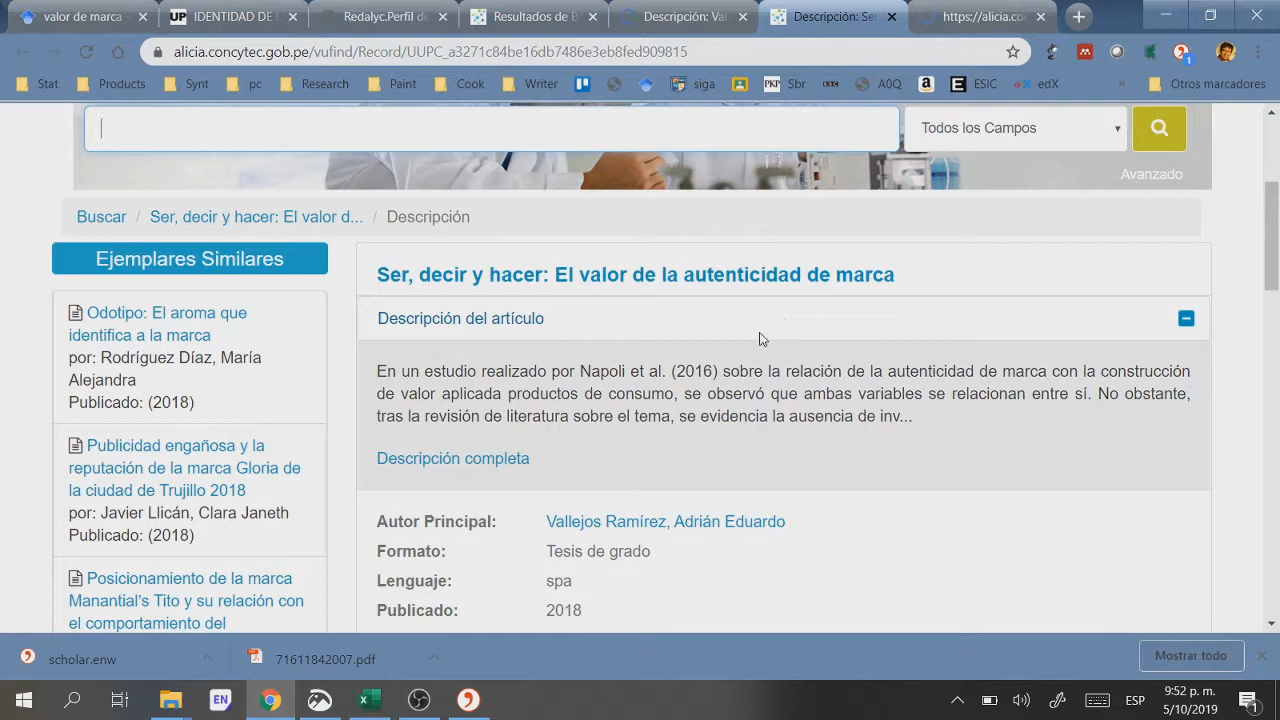 valor de marca
UP IDENTIDAD DE
Redalyc.Perfil de
Resultados de B
Descripción: Va
Descripción: Se
https://alicia.co
alicia.concytec.gob.pe/vufind/Record/UUPC_a3271c84be16db7486e3eb8fed909815
Stat Products Synt pc Research Paint Cook Writer siga PKP Sbr A0Q a E ESIC edX » Otros marcadores
Todos los Campos
Avanzado
Buscar / Ser, decir y hacer: El valor d... / Descripción
Ejemplares Similares
Odotipo: El aroma que
identifica a la marca
por: Rodríguez Díaz, María
Alejandra
Publicado: (2018)
Publicidad engañosa y la
reputación de la marca Gloria de
la ciudad de Trujillo 2018
por: Javier Llicán, Clara Janeth
Publicado: (2018)
Posicionamiento de la marca
Manantial's Tito y su relación con
el comportamiento del
Ser, decir y hacer: El valor de la autenticidad de marca
Descripción del artículo
En un estudio realizado por Napoli et al. (2016) sobre la relación de la autenticidad de marca con la construcción
de valor aplicada productos de consumo, se observó que ambas variables se relacionan entre sí. No obstante,
tras la revisión de literatura sobre el tema, se evidencia la ausencia de inv...
Descripción completa
Autor Principal: Vallejos Ramírez, Adrián Eduardo
Formato: Tesis de grado
Lenguaje: spa
Publicado: 2018
scholar.enw
71611842007.pdf
Mostrar todo
EN
ESP
9:52 p. m.
5/10/2019